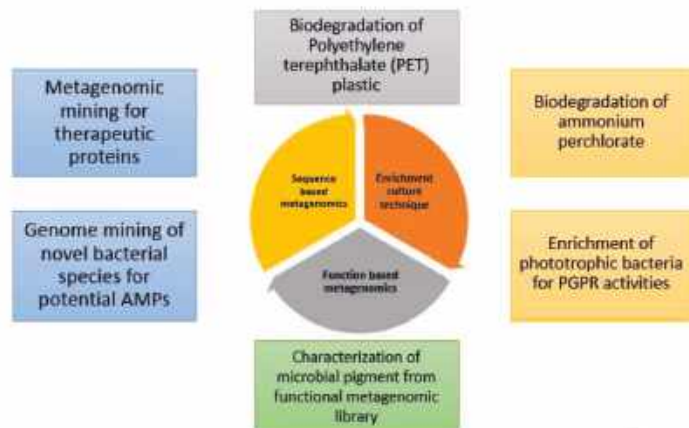 Biodegradation of
Polyethylene
terephthalate (PET)
plastic
Metagenomic
mining for
therapeutic
proteins
Biodegradation of
ammonium
perchlorate
Sequence
based
metagenomics
Enrichment
culture
technique
Genome mining of
novel bacterial
species for
potential AMPs
Enrichment of
phototrophic bacteria
for PGPR activities
Function based
metagenomics
Characterization of
microbial pigment from
functional metagenomic
library